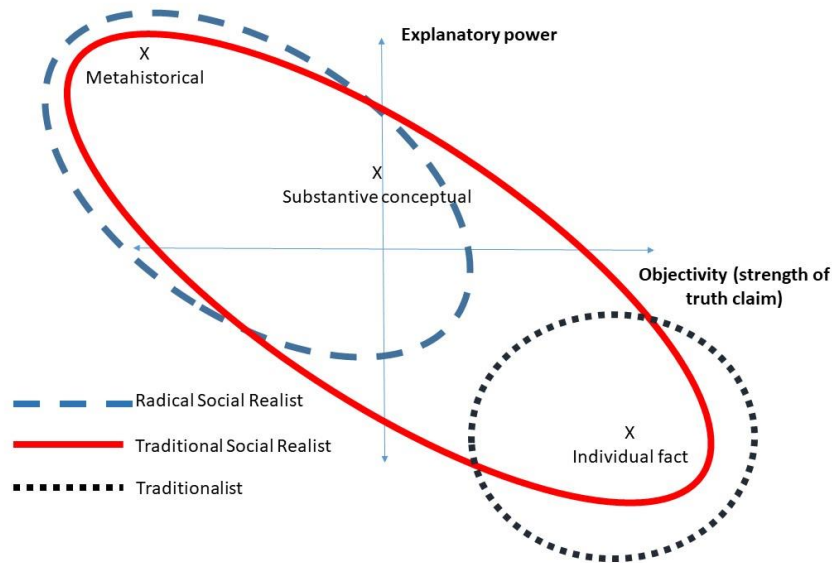 Explanatory power
X
Metahistorical
X
Substantive conceptual
Objectivity (strength of
truth claim)
Radical Social Realist
Traditional Social Realist
X
Individual fact
Traditionalist